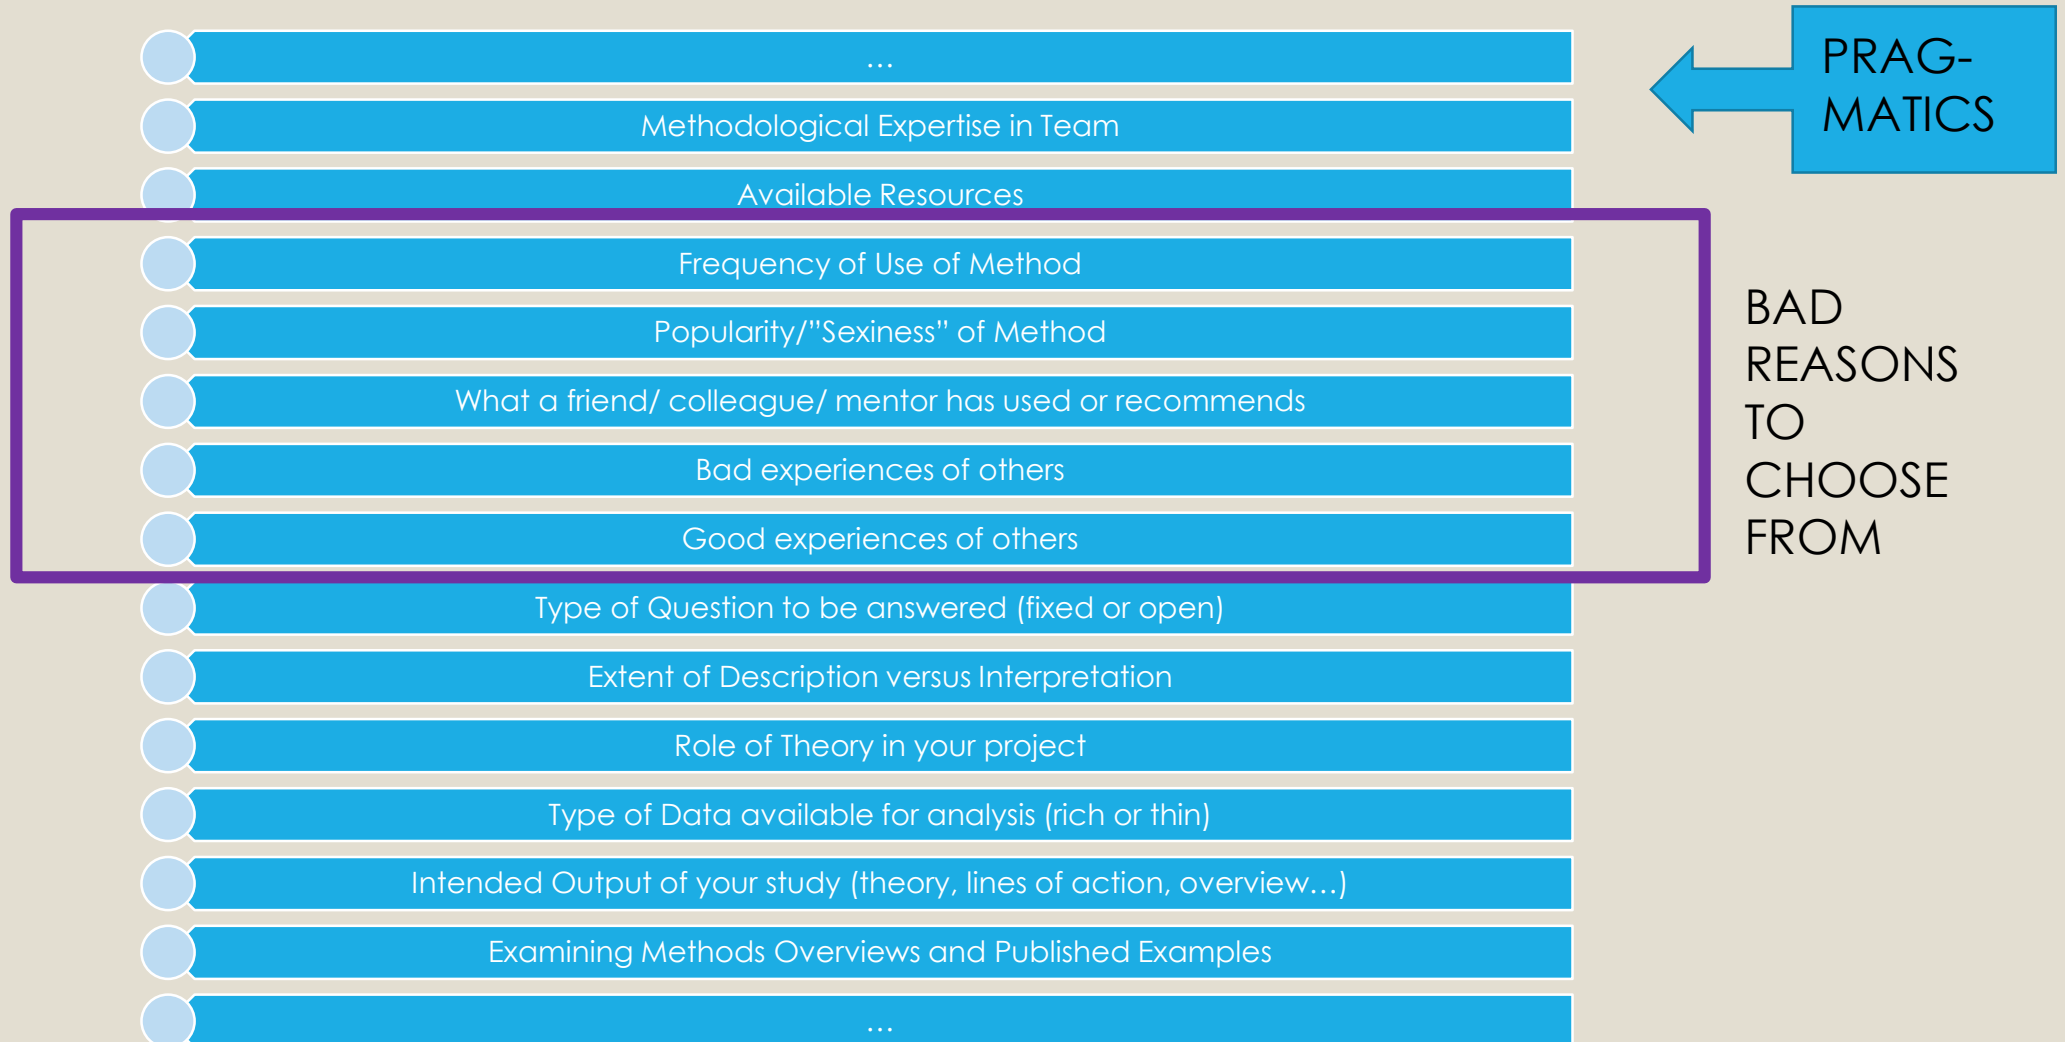 …
Methodological Expertise in Team
Available Resources
Frequency of Use of Method
Popularity/”Sexiness” of Method
What a friend/ colleague/ mentor has used or recommends
Bad experiences of others
Good experiences of others
Type of Question to be answered (fixed or open)
Extent of Description versus Interpretation
Role of Theory in your project
Type of Data available for analysis (rich or thin)
Intended Output of your study (theory, lines of action, overview…)
Examining Methods Overviews and Published Examples
…
PRAG-
MATICS
BAD
REASONS
TO
CHOOSE
FROM